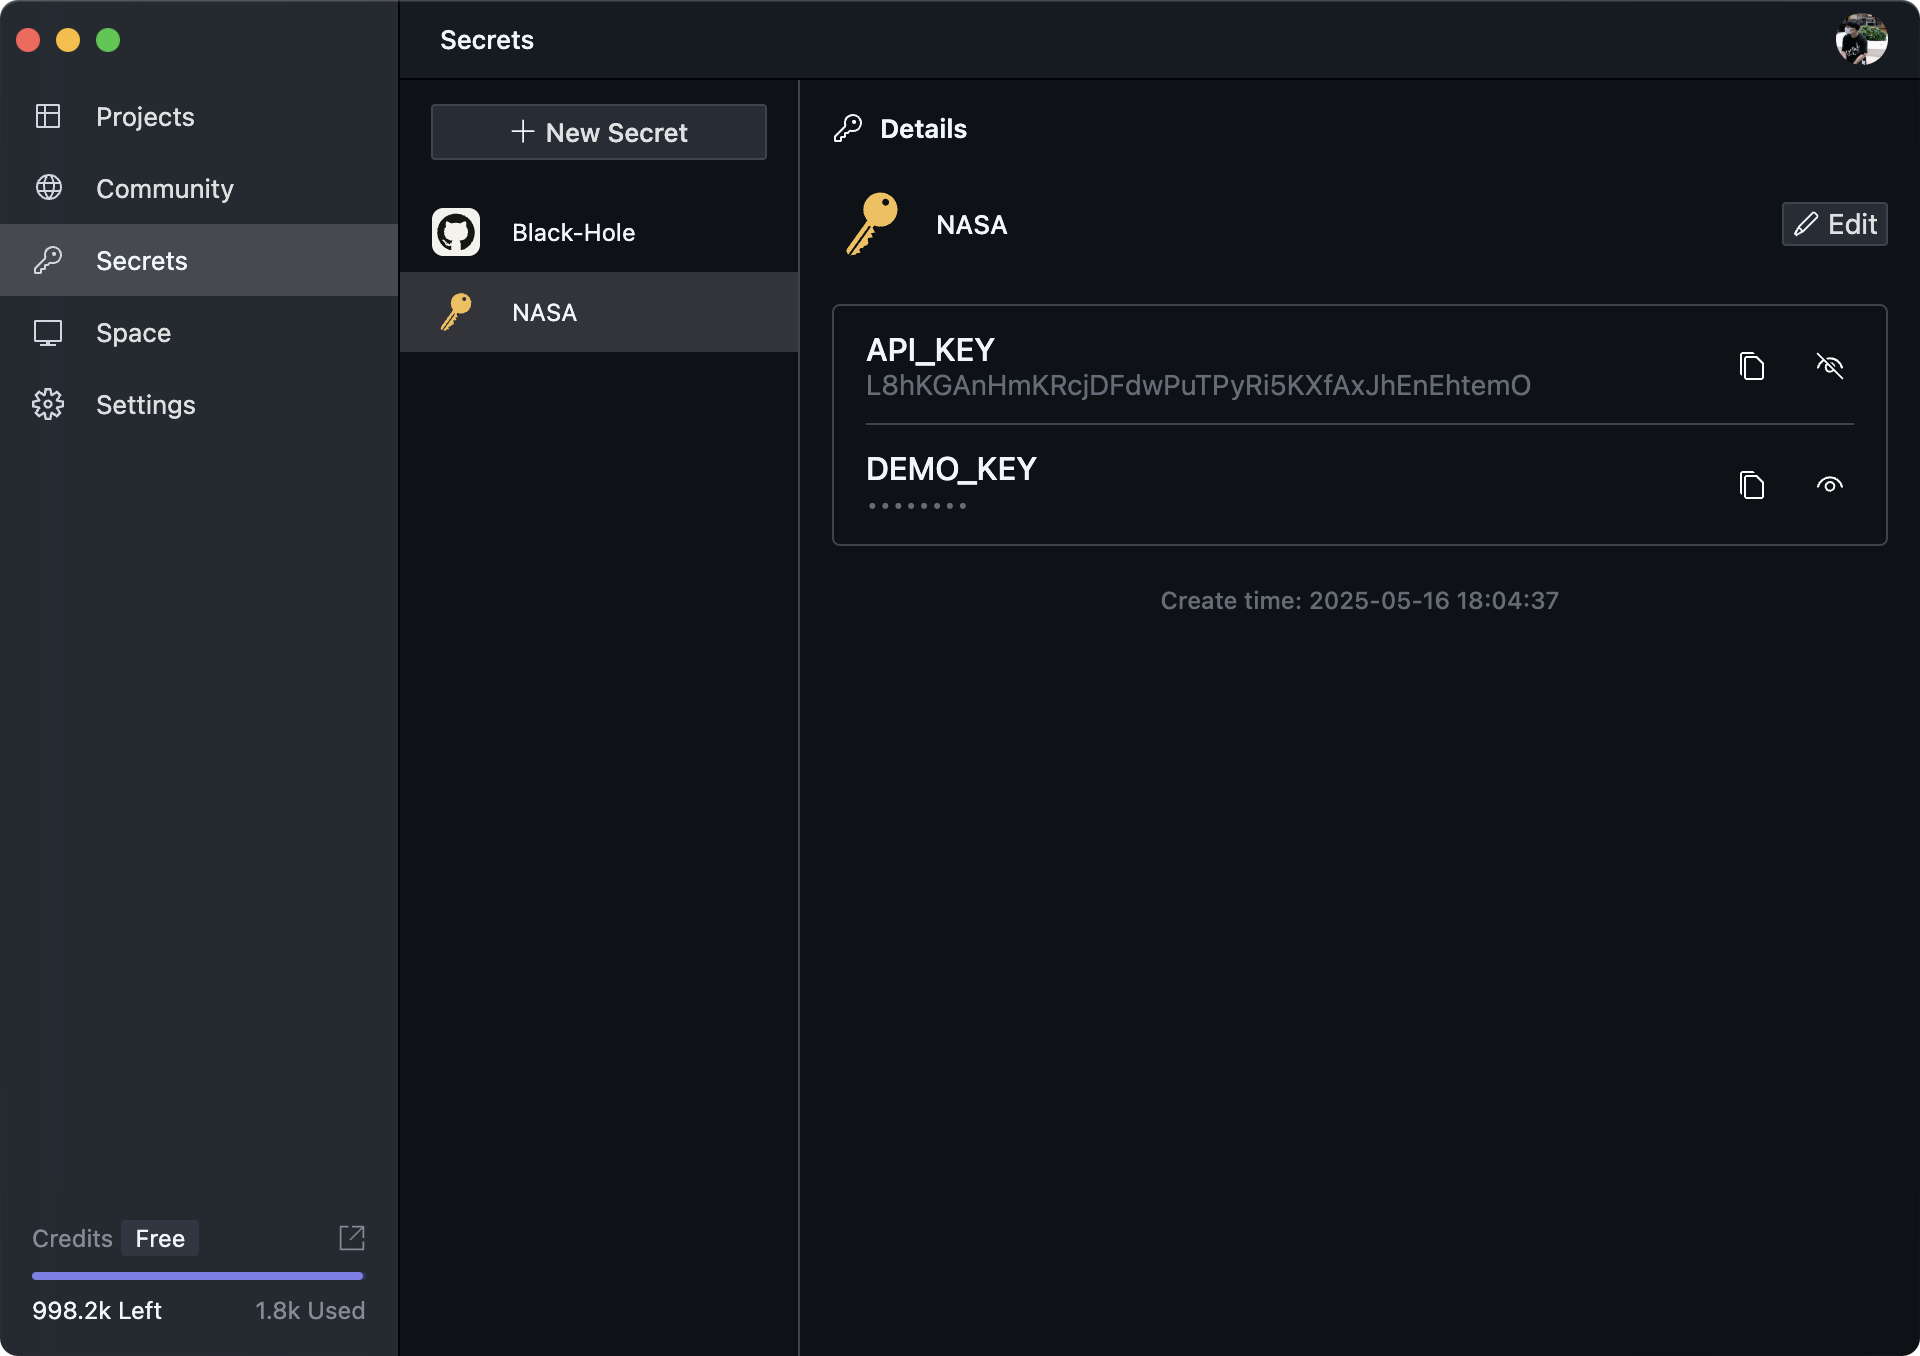 Secrets
Projects
Community
Secrets
Space
Settings
Credits Free
998.2k Left 1.8k Used
New Secret
Black-Hole
NASA
Details
NASA
Edit
API_KEY
L8hKGAnHmKRcjDFdwPuTPyRi5KXfAxJhEnEhtemO
DEMO_KEY
••••••••
Create time: 2025-05-16 18:04:37